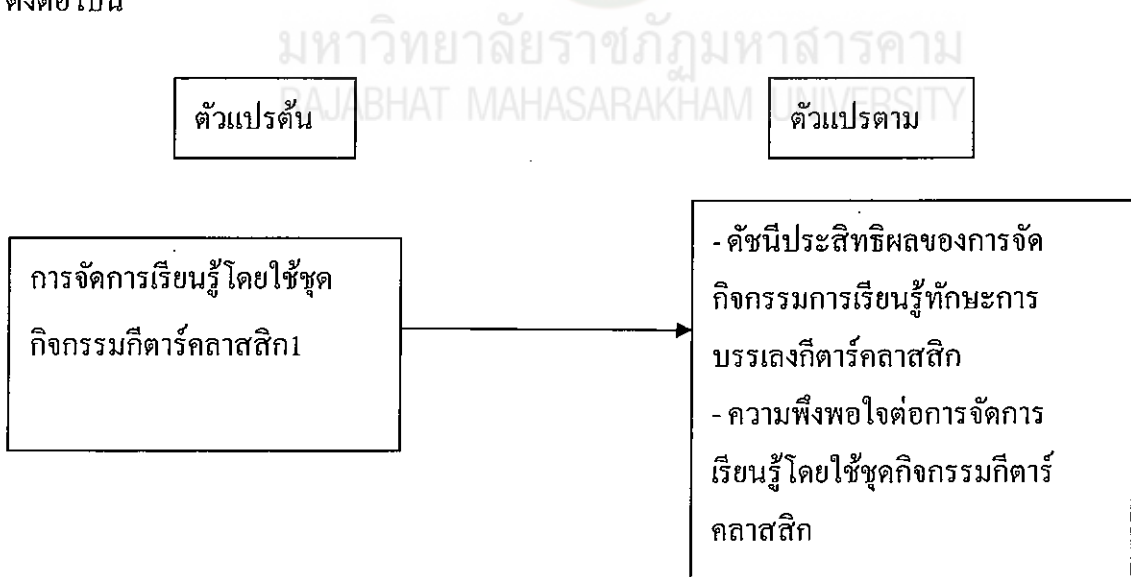 ดังต่อไปนี้
มหาวิทยาลัยราชภัฏมหาสารคาม
RAJABHAT MAHASARAKHAM UNIVERSITY
ตัวแปรต้น
ตัวแปรตาม
การจัดการเรียนรู้โดยใช้ชุด
กิจกรรมกีตาร์คลาสสิก1
- ดัชนีประสิทธิผลของการจัด
กิจกรรมการเรียนรู้ทักษะการ
บรรเลงกีตาร์คลาสสิก
- ความพึงพอใจต่อการจัดการ
เรียนรู้โดยใช้ชุดกิจกรรมกีตาร์
คลาสสิก